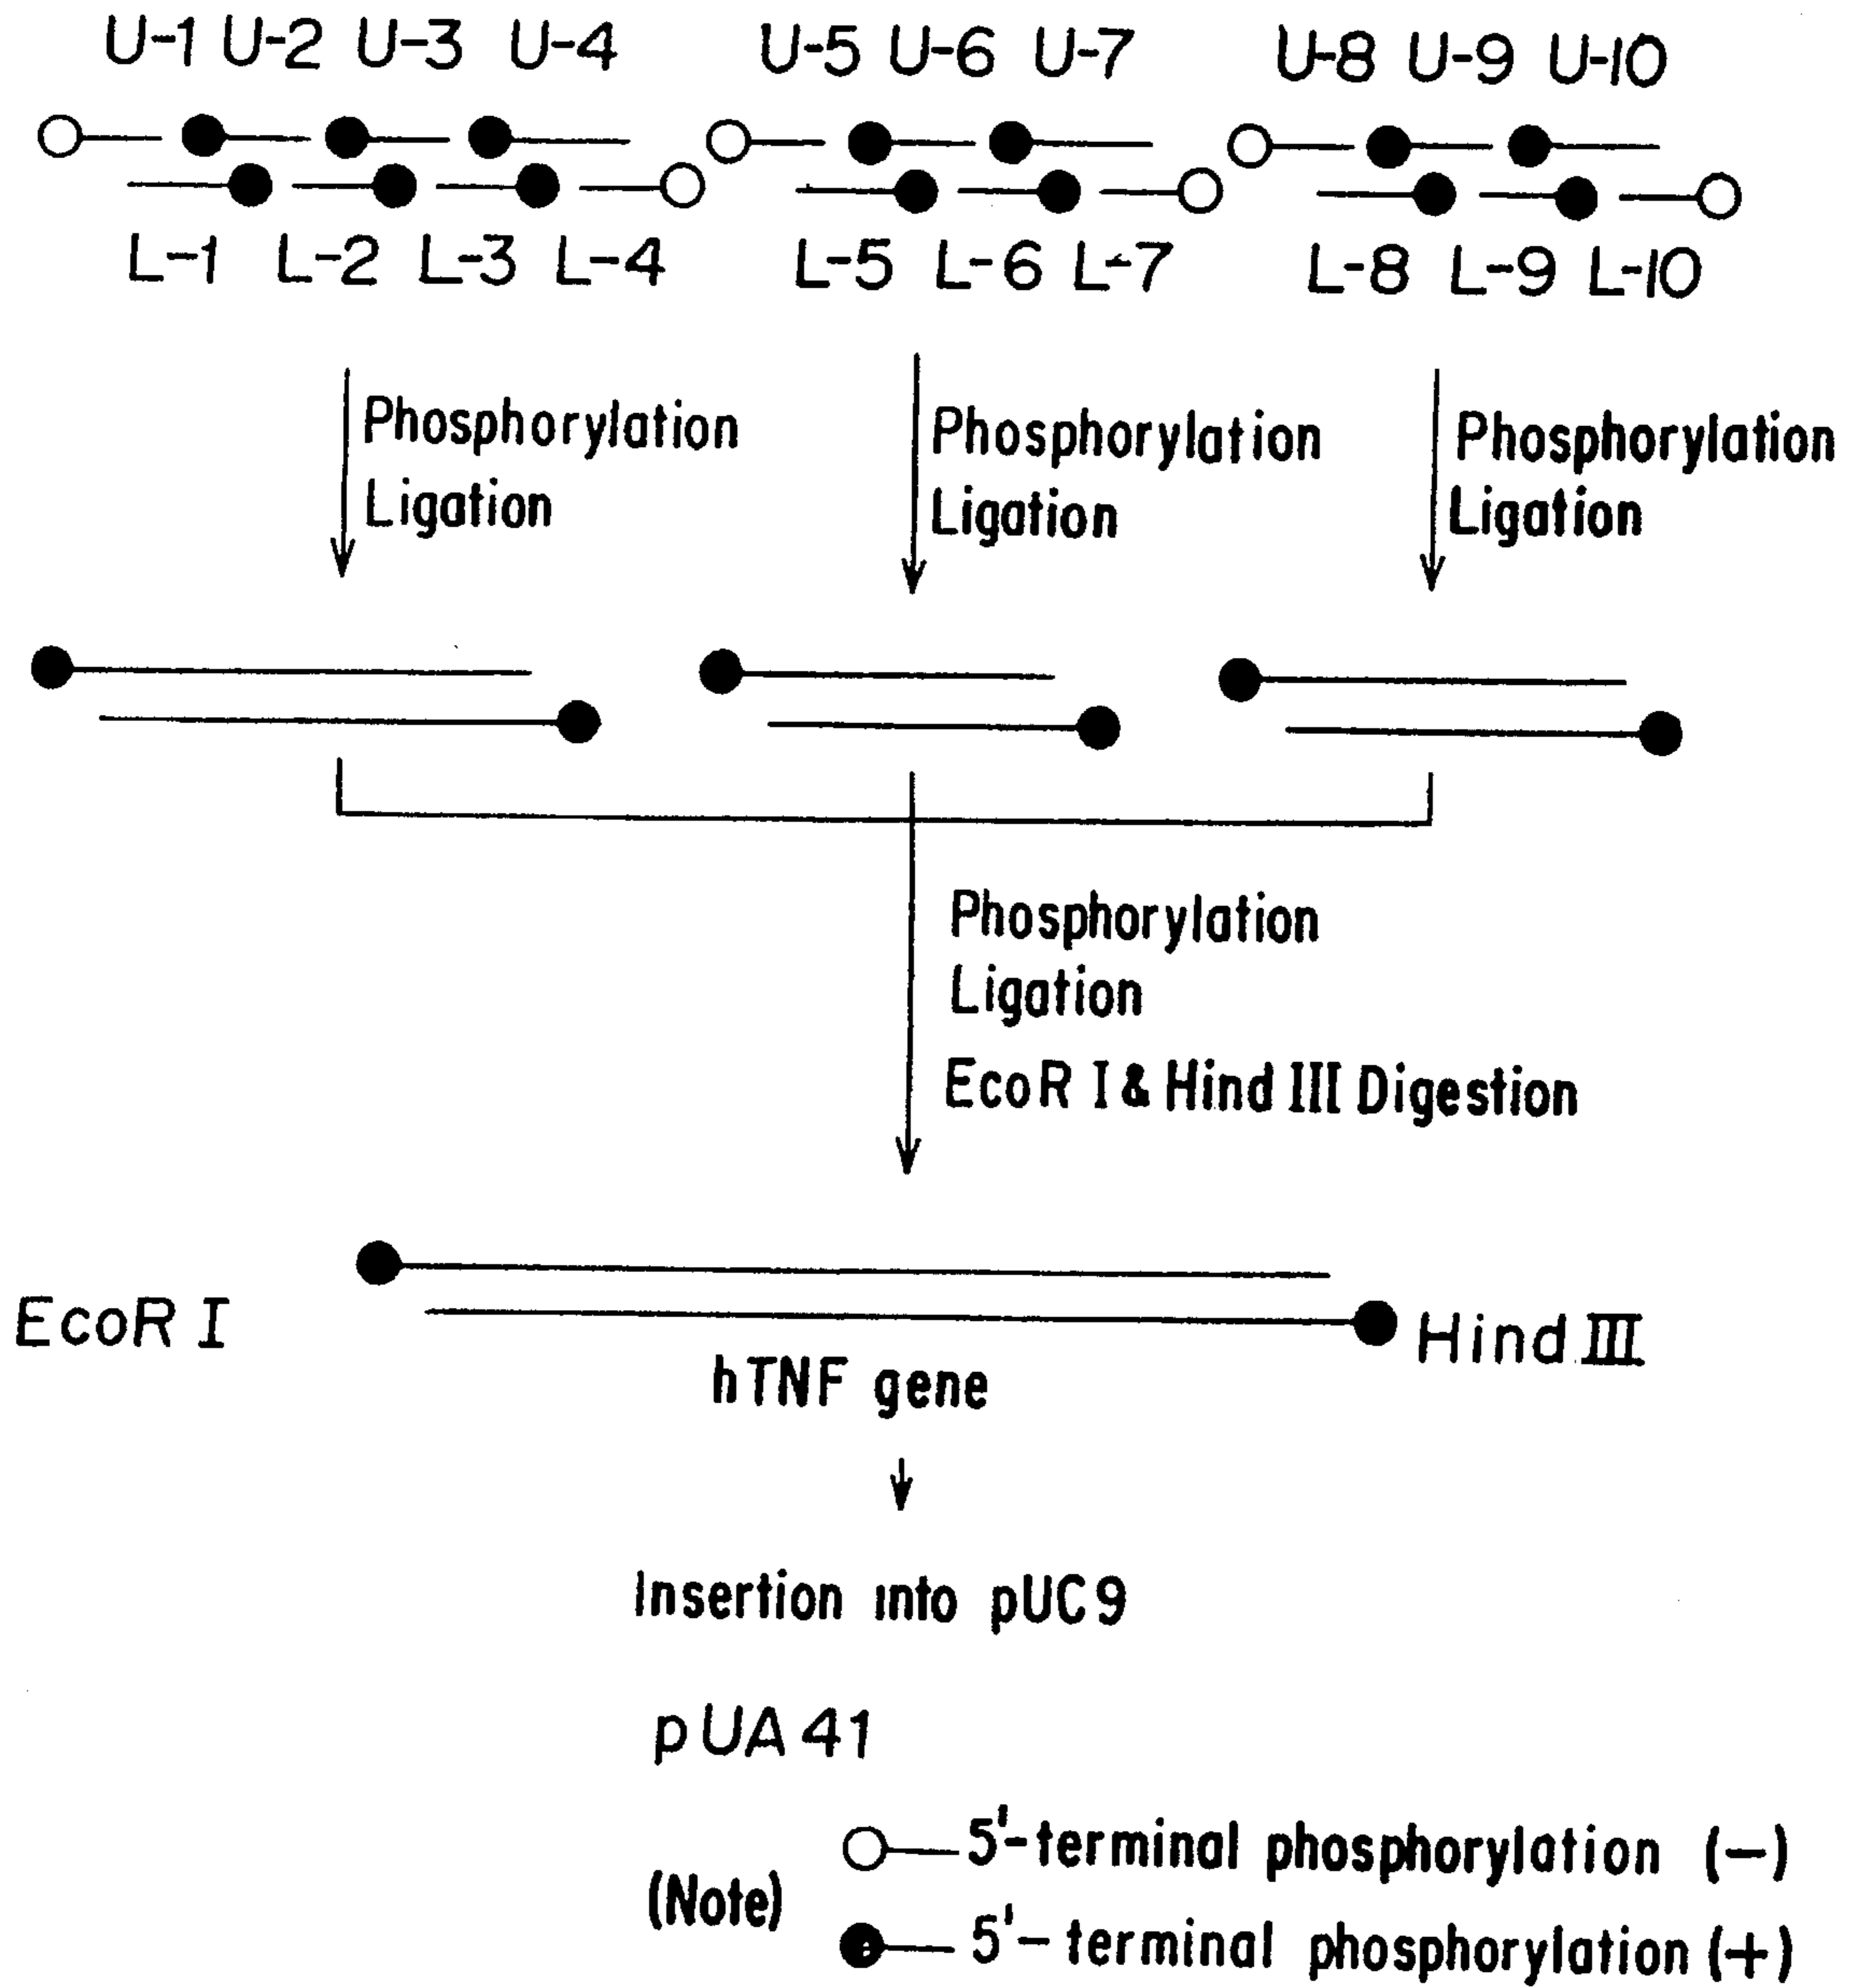 U-1 U-2 U-3 U-4 U-5 U-6 U-7 U-8 U-9 U-10
L-1 L-2 L-3 L-4 L-5 L-6 L-7 L-8 L-9 L-10
Phosphorylation Phosphorylation Phosphorylation
Ligation Ligation Ligation
Phosphorylation
Ligation
EcoR I & Hind III Digestion
EcoR I Hind III
hTNF gene
Insertion into pUC9
pUA41
(Note) 5'-terminal phosphorylation (−)
5'-terminal phosphorylation (+)